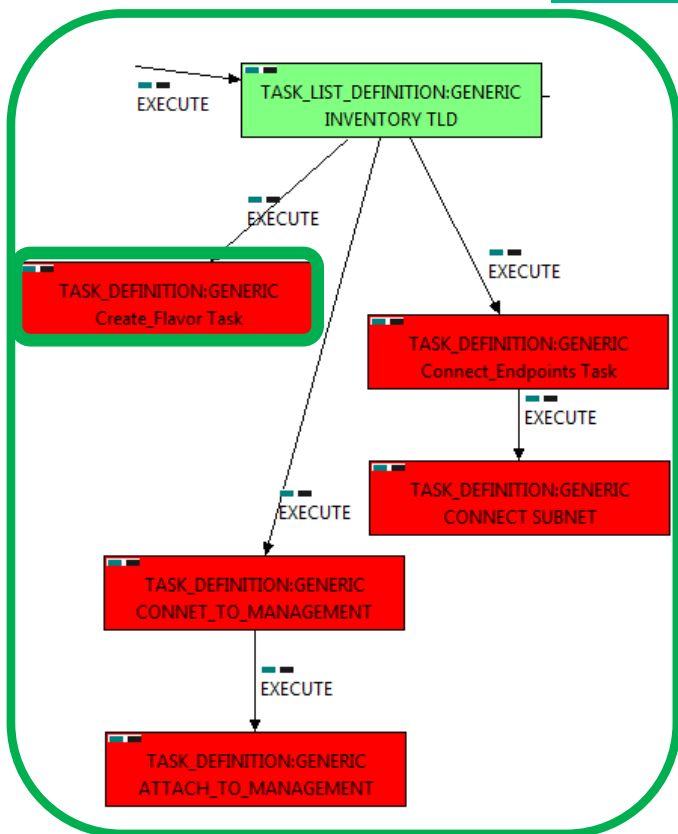 TASK_LIST_DEFINITION:GENERIC
INVENTORY TLD
EXECUTE
EXECUTE
EXECUTE
TASK_DEFINITION:GENERIC
Create_Flavor Task
TASK_DEFINITION:GENERIC
Connect_Endpoints Task
EXECUTE
TASK_DEFINITION:GENERIC
CONNECT SUBNET
EXECUTE
TASK_DEFINITION:GENERIC
CONNET_TO_MANAGEMENT
EXECUTE
TASK_DEFINITION:GENERIC
ATTACH_TO_MANAGEMENT